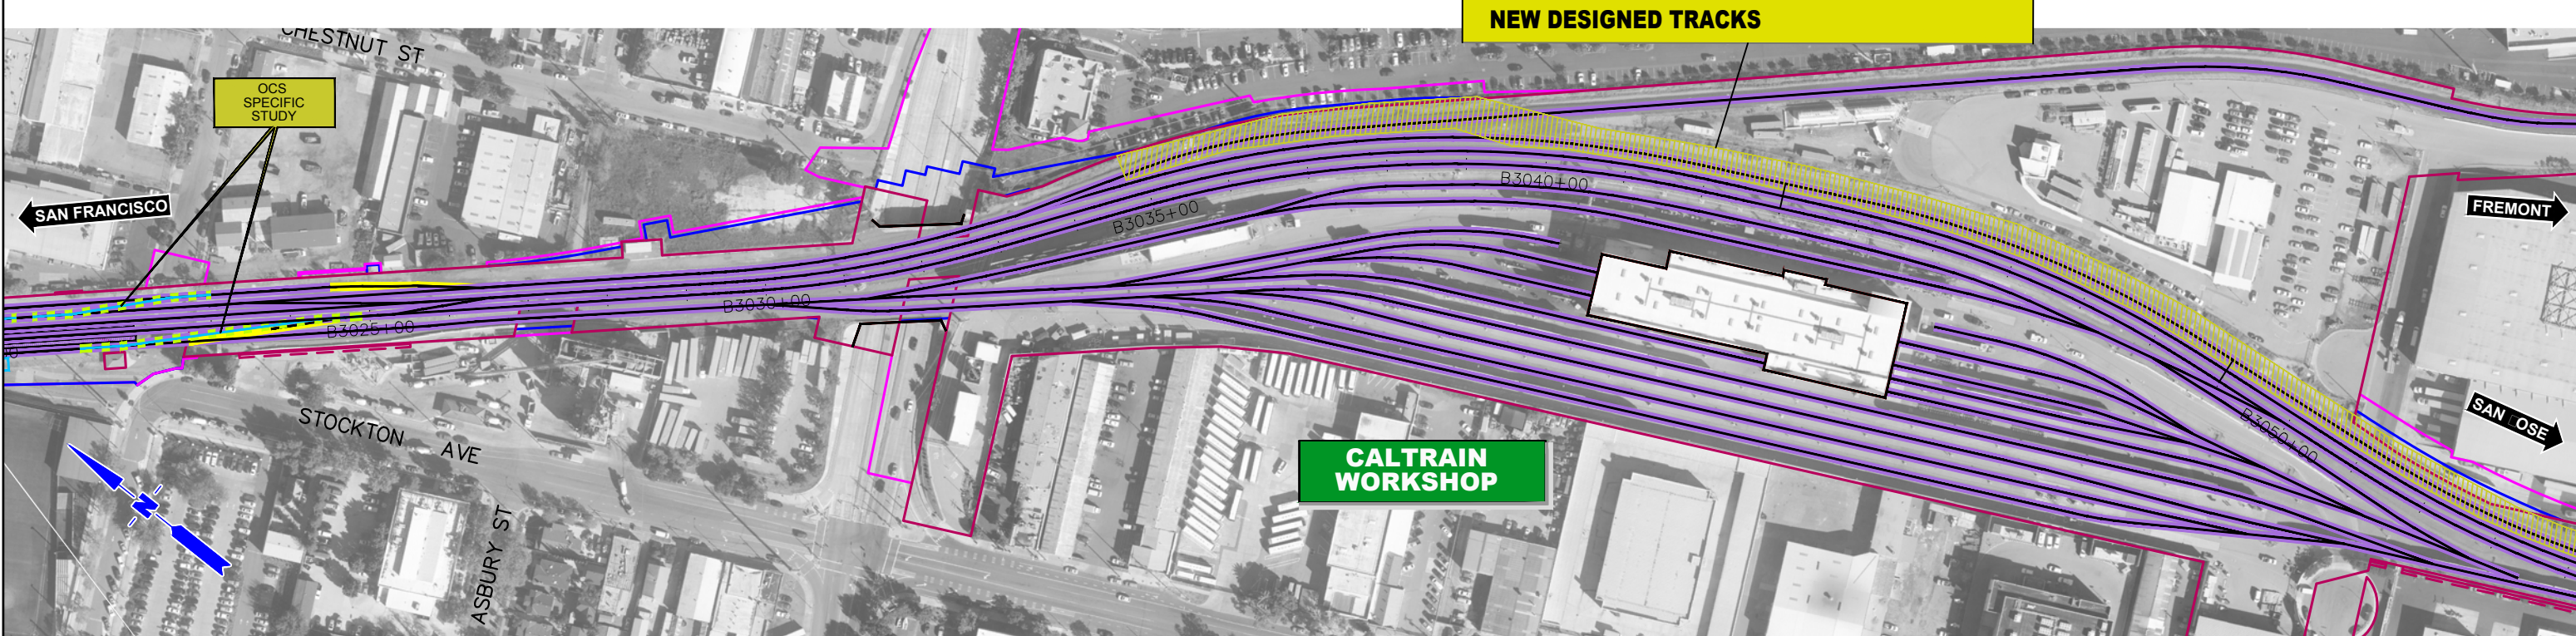 NEW DESIGNED TRACKS
CHESTNUT ST
OCS
SPECIFIC
STUDY
SAN FRANCISCO
FREMONT
B3040+00
B3035+00
B3030+00
B3025+00
SAN OSE
B3050+00
STOCKTON AVE
CALTRAIN
WORKSHOP
N
ASBURY ST